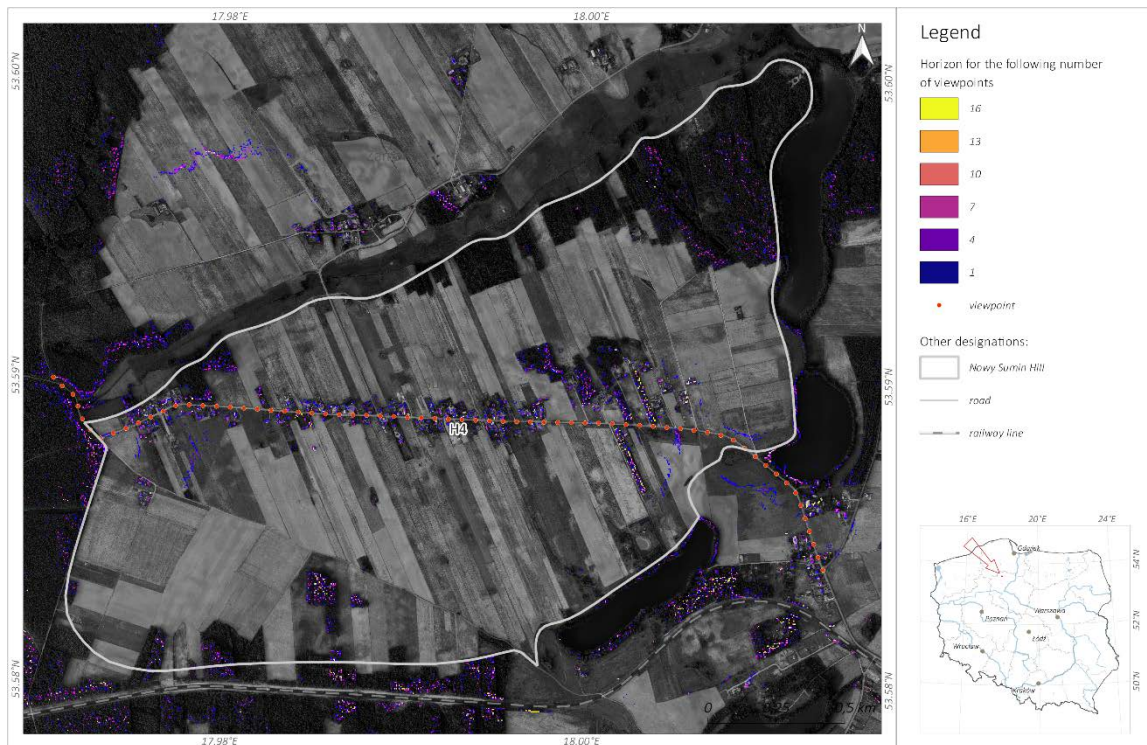 17.98°E
18.00°E
53.60°N
53.60°N
N
53.59°N
53.59°N
H4
53.58°N
53.58°N
0
0.25
0.5 km
17.98°E
18.00°E
Legend
Horizon for the following number
of viewpoints
16
13
10
7
4
1
viewpoint
Other designations:
Nowy Sumin Hill
road
railway line
16°E
20°E
24°E
Gdańsk
54°N
Warszawa
Poznań
52°N
Łódź
Wrocław
50°N
Kraków